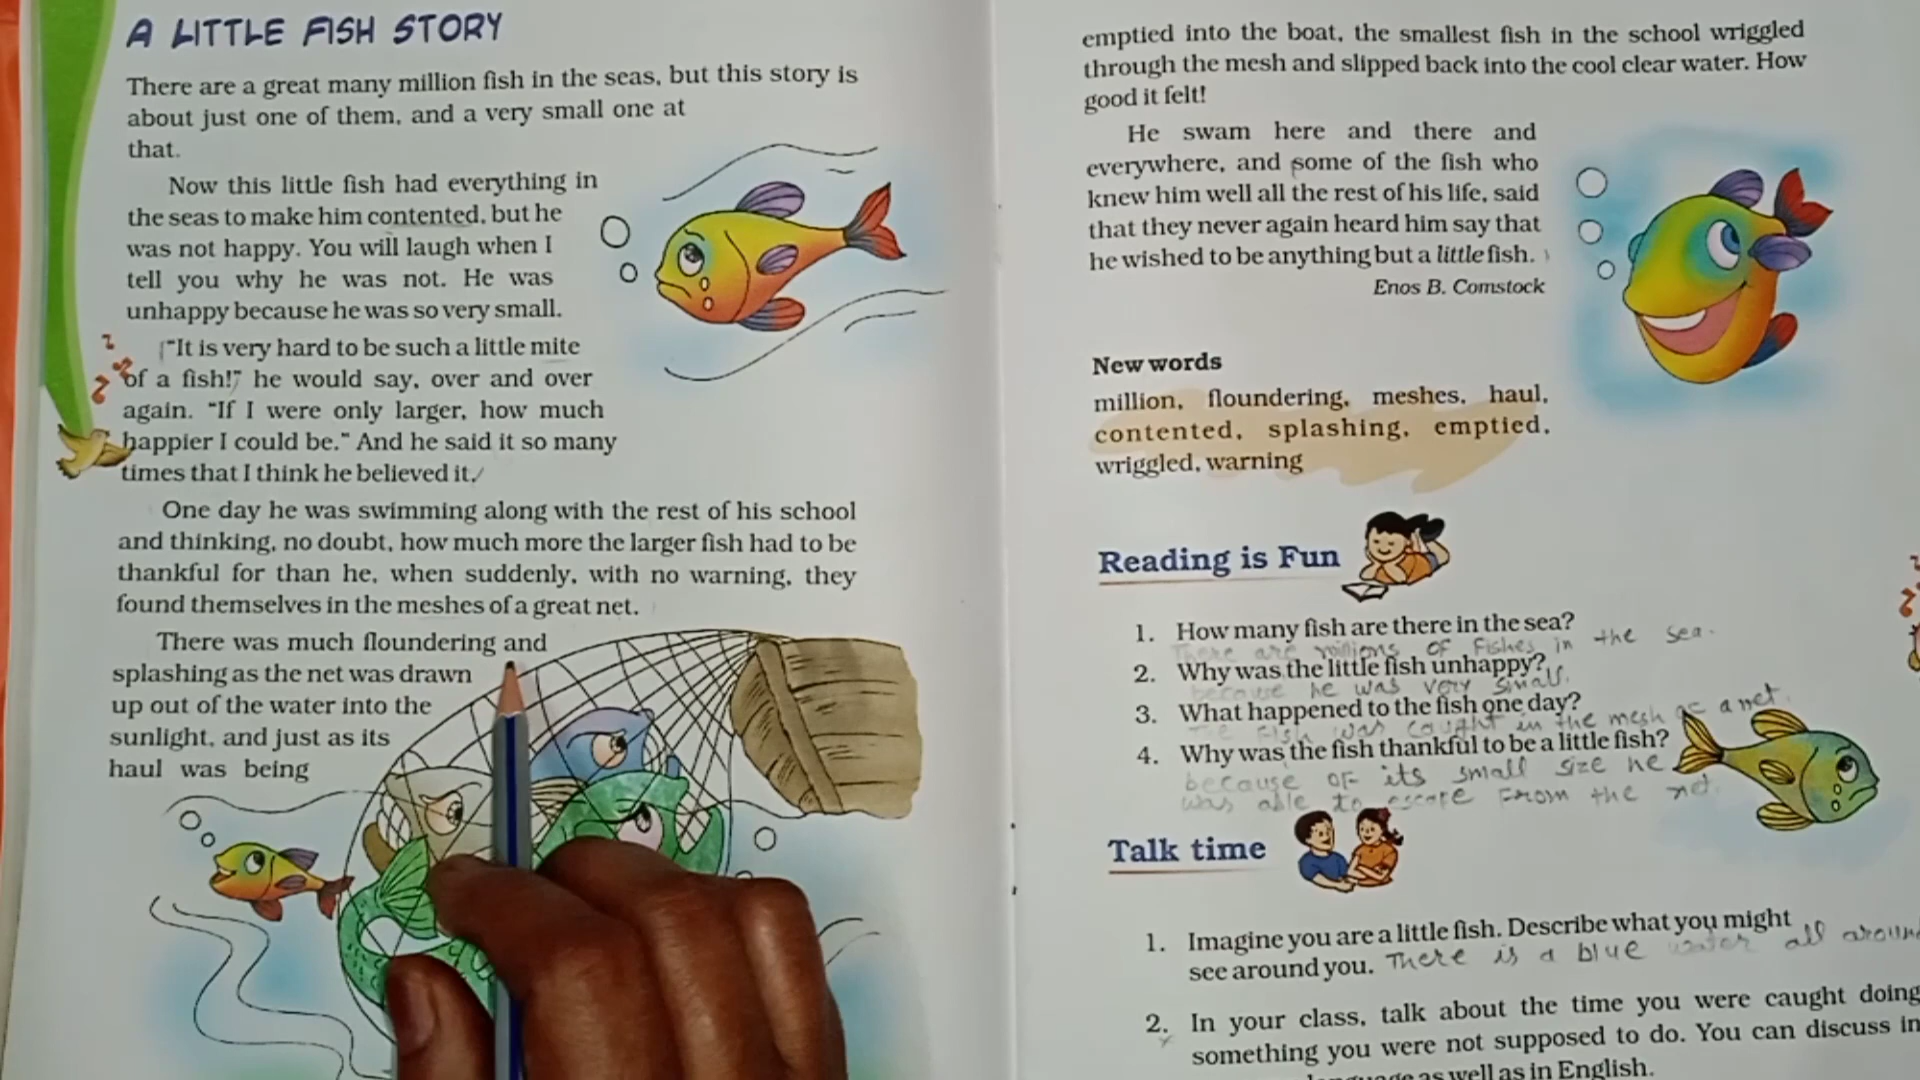 A LITTLE FISH STORY
There are a great many million fish in the seas, but this story is
about just one of them, and a very small one at
that.
Now this little fish had everything in
the seas to make him contented, but he
was not happy. You will laugh when I
tell you why he was not. He was
unhappy because he was so very small.
"It is very hard to be such a little mite
of a fish!" he would say, over and over
again. "If I were only larger, how much
happier I could be." And he said it so many
times that I think he believed it.
One day he was swimming along with the rest of his school
and thinking, no doubt, how much more the larger fish had to be
thankful for than he, when suddenly, with no warning, they
found themselves in the meshes of a great net.
There was much floundering and
splashing as the net was drawn
up out of the water into the
sunlight, and just as its
haul was being
emptied into the boat, the smallest fish in the school wriggled
through the mesh and slipped back into the cool clear water. How
good it felt!
He swam here and there and
everywhere, and some of the fish who
knew him well all the rest of his life, said
that they never again heard him say that
he wished to be anything but a little fish.
Enos B. Comstock
New words
million, floundering, meshes, haul,
contented, splashing, emptied,
wriggled, warning
Reading is Fun
1. How many fish are there in the sea?
There are millions of Fishes in the sea.
2. Why was the little fish unhappy?
because he was very small.
3. What happened to the fish one day?
The fish was caught in the mesh of a net.
4. Why was the fish thankful to be a little fish?
because of its small size he
was able to escape From the net.
Talk time
1. Imagine you are a little fish. Describe what you might
see around you. There is a blue water all around
2. In your class, talk about the time you were caught doing
something you were not supposed to do. You can discuss in
language as well as in English.